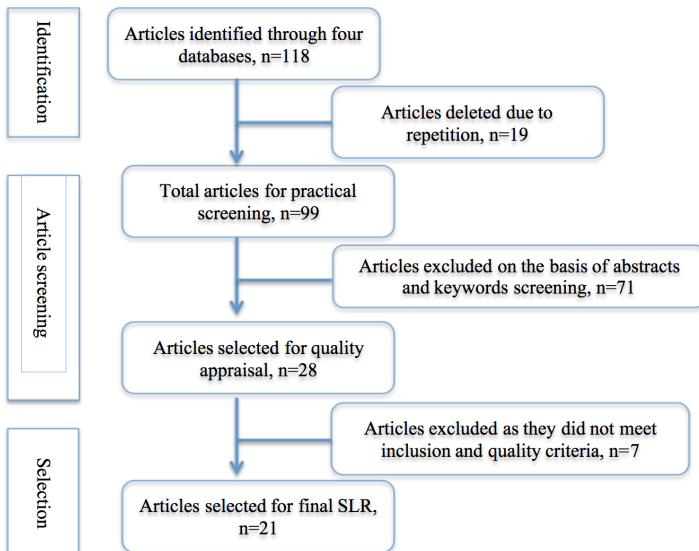 Identification
Articles identified through four
databases, n=118
Articles deleted due to
repetition, n=19
Article screening
Total articles for practical
screening, n=99
Articles excluded on the basis of abstracts
and keywords screening, n=71
Articles selected for quality
appraisal, n=28
Articles excluded as they did not meet
inclusion and quality criteria, n=7
Selection
Articles selected for final SLR,
n=21